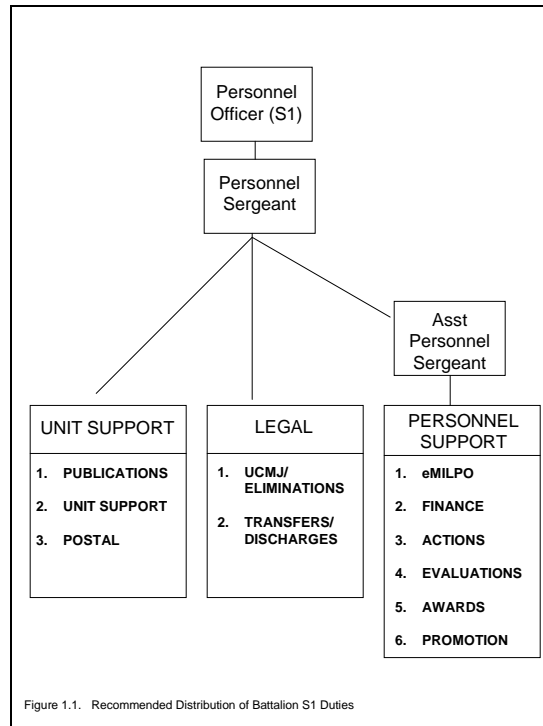 Personnel
Officer (S1)
Personnel
Sergeant
Asst
Personnel
Sergeant
UNIT SUPPORT
1. PUBLICATIONS
2. UNIT SUPPORT
3. POSTAL
LEGAL
1. UCMJ/
ELIMINATIONS
2. TRANSFERS/
DISCHARGES
PERSONNEL
SUPPORT
1. eMILPO
2. FINANCE
3. ACTIONS
4. EVALUATIONS
5. AWARDS
6. PROMOTION
Figure 1.1. Recommended Distribution of Battalion S1 Duties